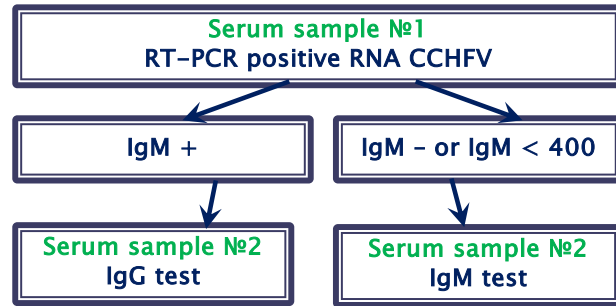 Serum sample №1
RT-PCR positive RNA CCHFV
IgM +
IgM – or IgM < 400
Serum sample №2
IgG test
Serum sample №2
IgM test